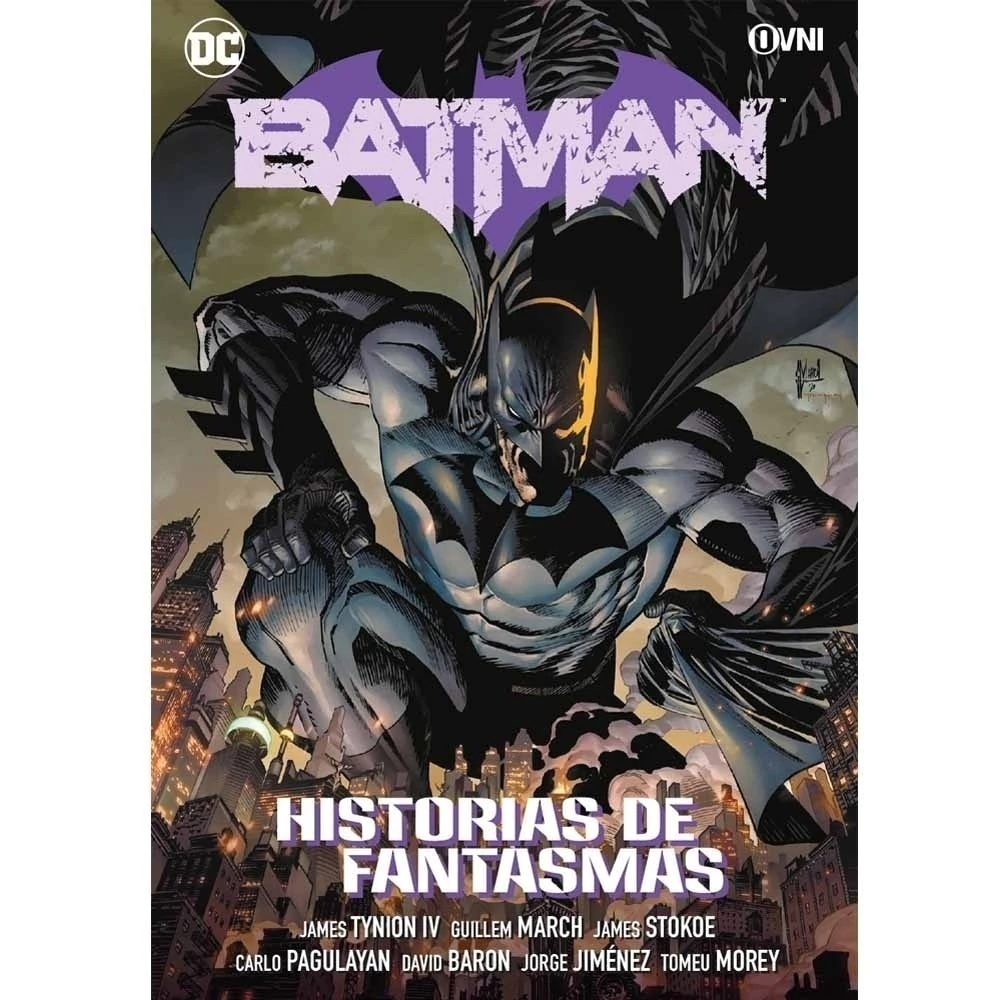 DC
OVNI
BATMAN™
HISTORIAS DE
FANTASMAS
JAMES TYNION IV GUILLEM MARCH JAMES STOKOE
CARLO PAGULAYAN DAVID BARON JORGE JIMÉNEZ TOMEU MOREY